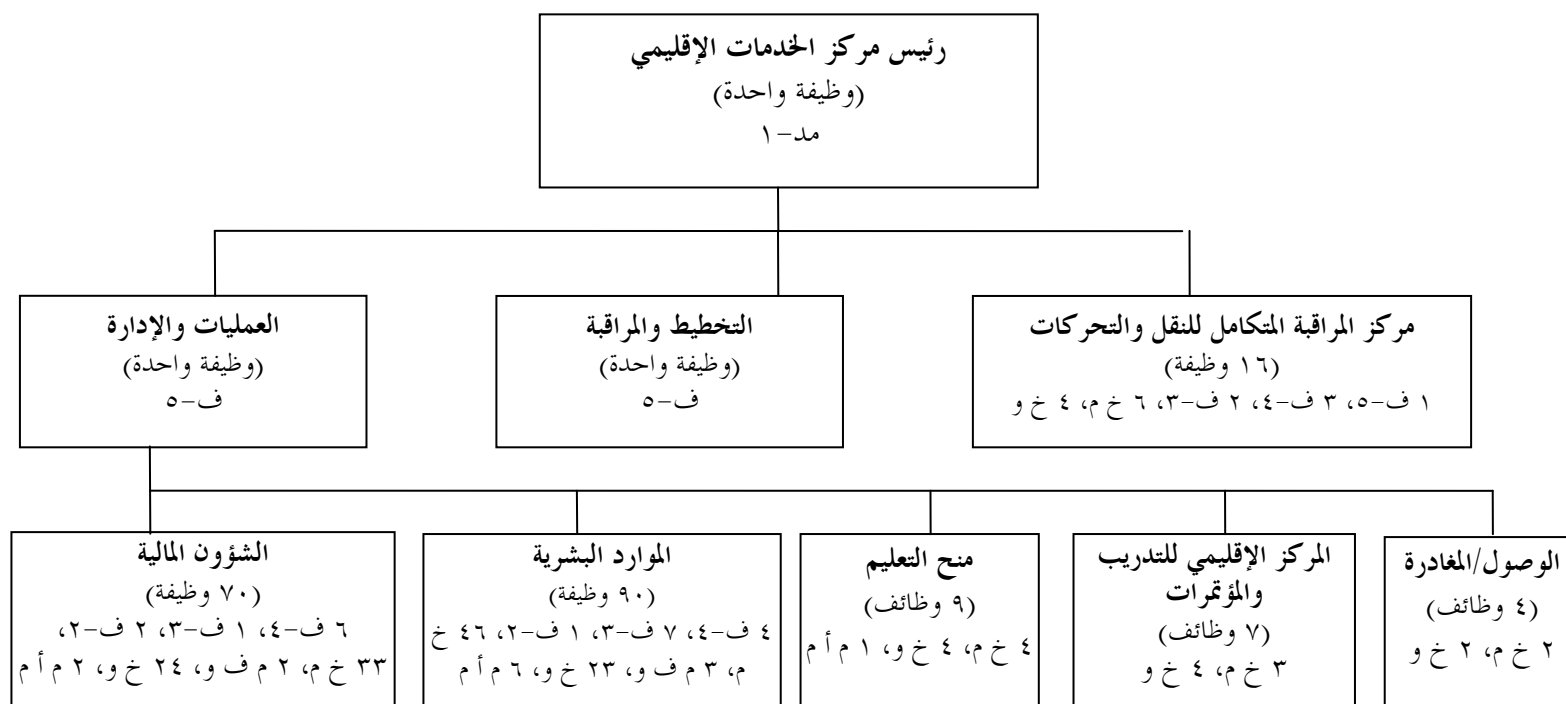 رئيس مركز الخدمات الإقليمي
(وظيفة واحدة)
مد-١
مركز المراقبة المتكامل للنقل والتحركات
(١٦ وظيفة)
١ ف-٥، ٣ ف-٤، ٢ ف-٣، ٦ خ م، ٤ خ و
التخطيط والمراقبة
(وظيفة واحدة)
ف-٥
العمليات والإدارة
(وظيفة واحدة)
ف-٥
الوصول/المغادرة
(٤ وظائف)
٢ خ م، ٢ خ و
المركز الإقليمي للتدريب
والمؤتمرات
(٧ وظائف)
٣ خ م، ٤ خ و
منح التعليم
(٩ وظائف)
٤ خ م، ٤ خ و، ١ م أ م
الموارد البشرية
(٩٠ وظيفة)
٤ ف-٤، ٧ ف-٣، ١ ف-٢، ٤٦ خ
م، ٣ م ف و، ٢٣ خ و، ٦ م أ م
الشؤون المالية
(٧٠ وظيفة)
٦ ف-٤، ١ ف-٣، ٢ ف-٢،
٣٣ خ م، ٢ م ف و، ٢٤ خ و، ٢ م أ م